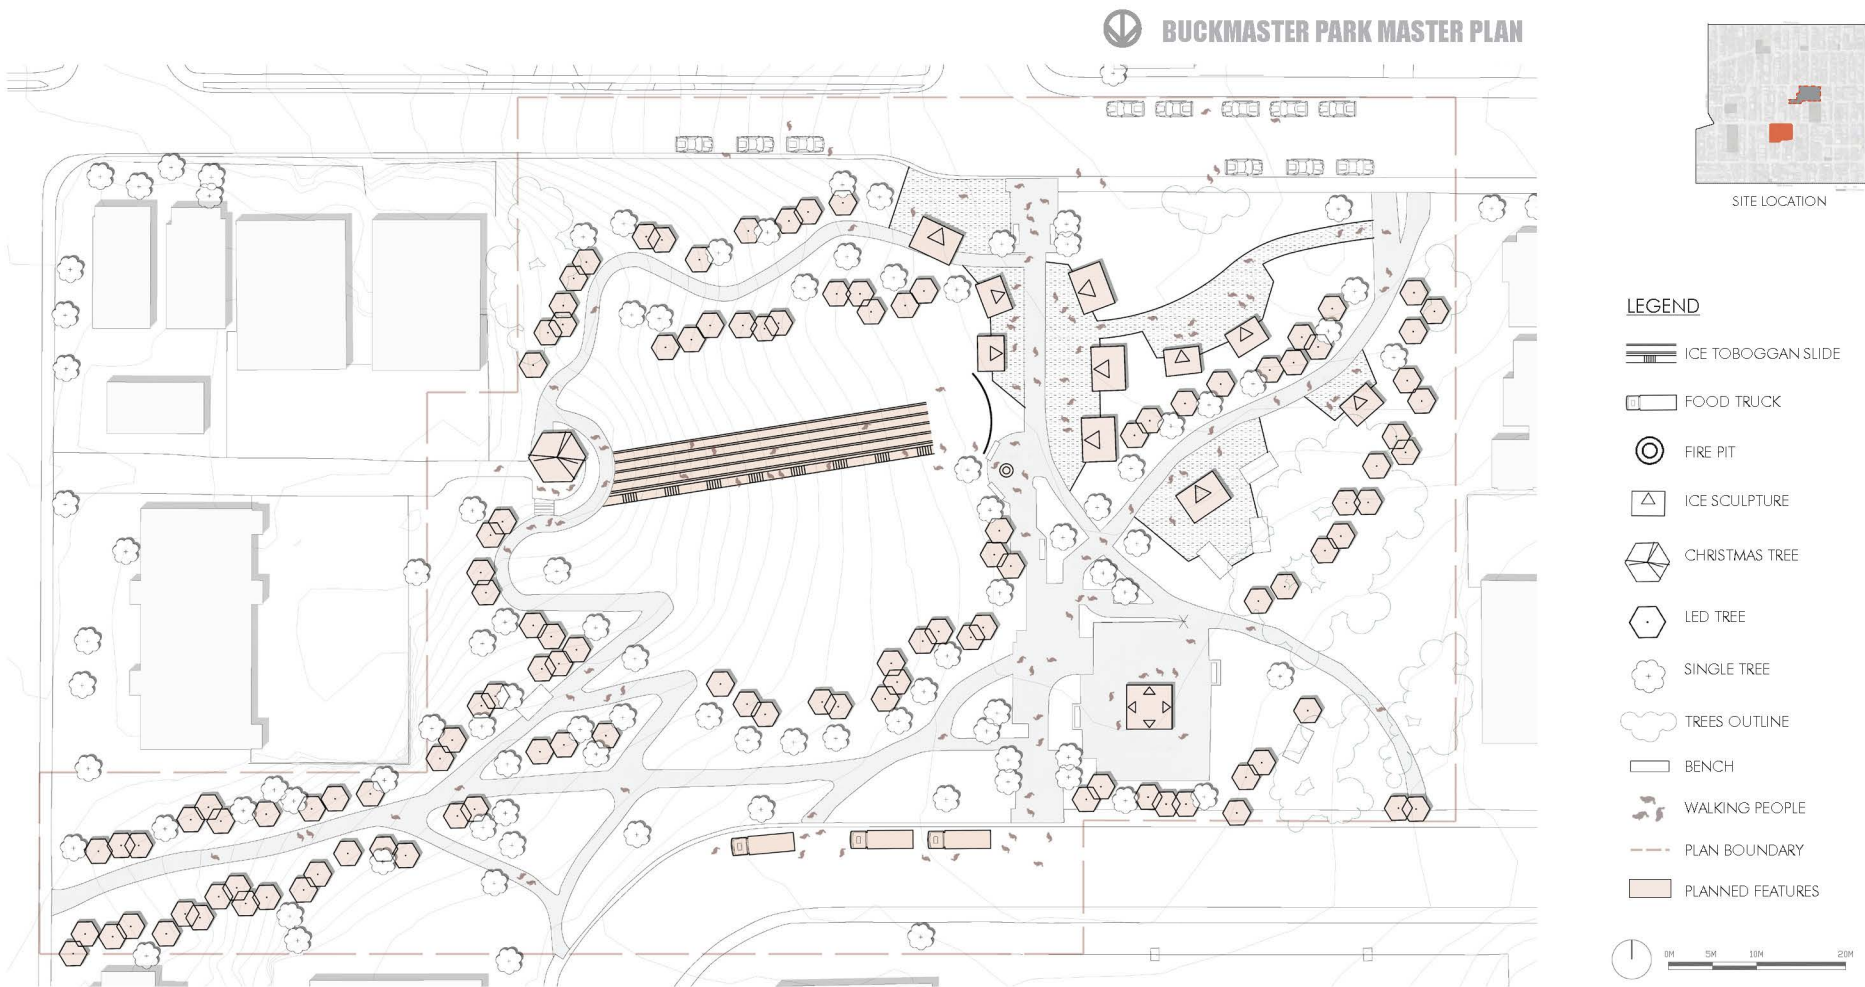 BUCKMASTER PARK MASTER PLAN
SITE LOCATION
LEGEND
ICE TOBOGGAN SLIDE
FOOD TRUCK
FIRE PIT
ICE SCULPTURE
CHRISTMAS TREE
LED TREE
SINGLE TREE
TREES OUTLINE
BENCH
WALKING PEOPLE
PLAN BOUNDARY
PLANNED FEATURES
0M 5M 10M 20M